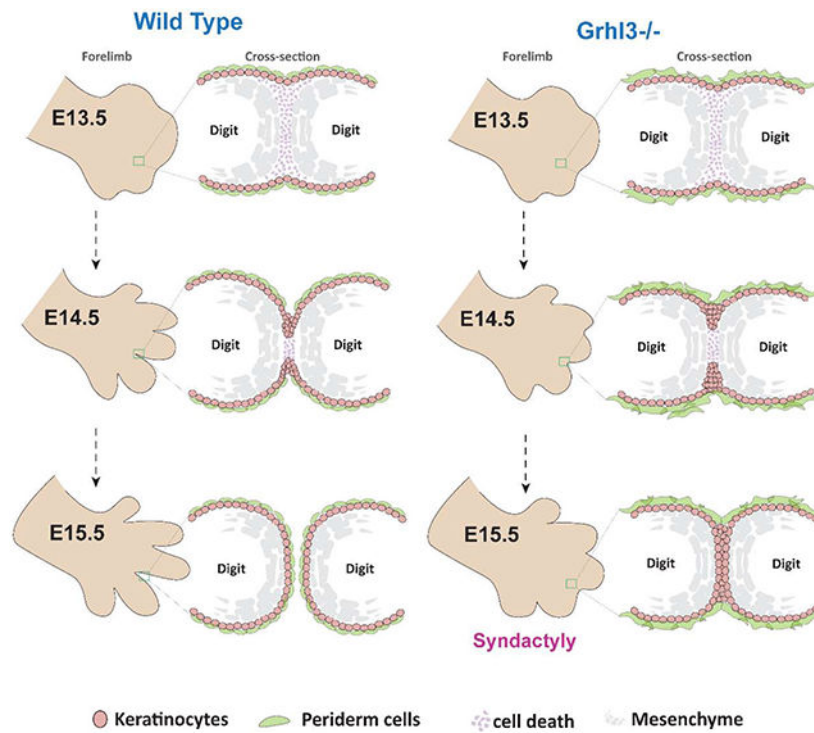 Wild Type
Forelimb
Cross-section
E13.5
Digit
Digit
E14.5
Digit
Digit
E15.5
Digit
Digit
Grhl3-/-
Forelimb
Cross-section
E13.5
Digit
Digit
E14.5
Digit
Digit
E15.5
Digit
Digit
Syndactyly
Keratinocytes
Periderm cells
cell death
Mesenchyme